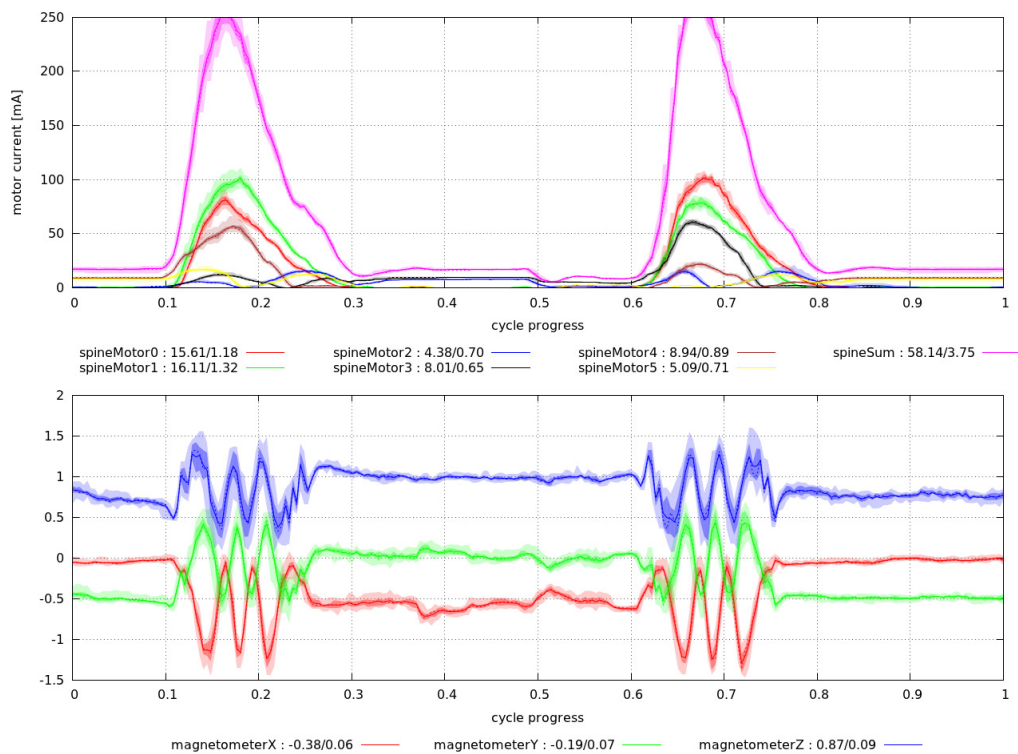 250
200
150
100
50
0
motor current [mA]
0 0.1 0.2 0.3 0.4 0.5 0.6 0.7 0.8 0.9 1
cycle progress
spineMotor0 : 15.61/1.18 spineMotor2 : 4.38/0.70 spineMotor4 : 8.94/0.89 spineSum : 58.14/3.75
spineMotor1 : 16.11/1.32 spineMotor3 : 8.01/0.65 spineMotor5 : 5.09/0.71
2
1.5
1
0.5
0
-0.5
-1
-1.5
0 0.1 0.2 0.3 0.4 0.5 0.6 0.7 0.8 0.9 1
cycle progress
magnetometerX : -0.38/0.06 magnetometerY : -0.19/0.07 magnetometerZ : 0.87/0.09